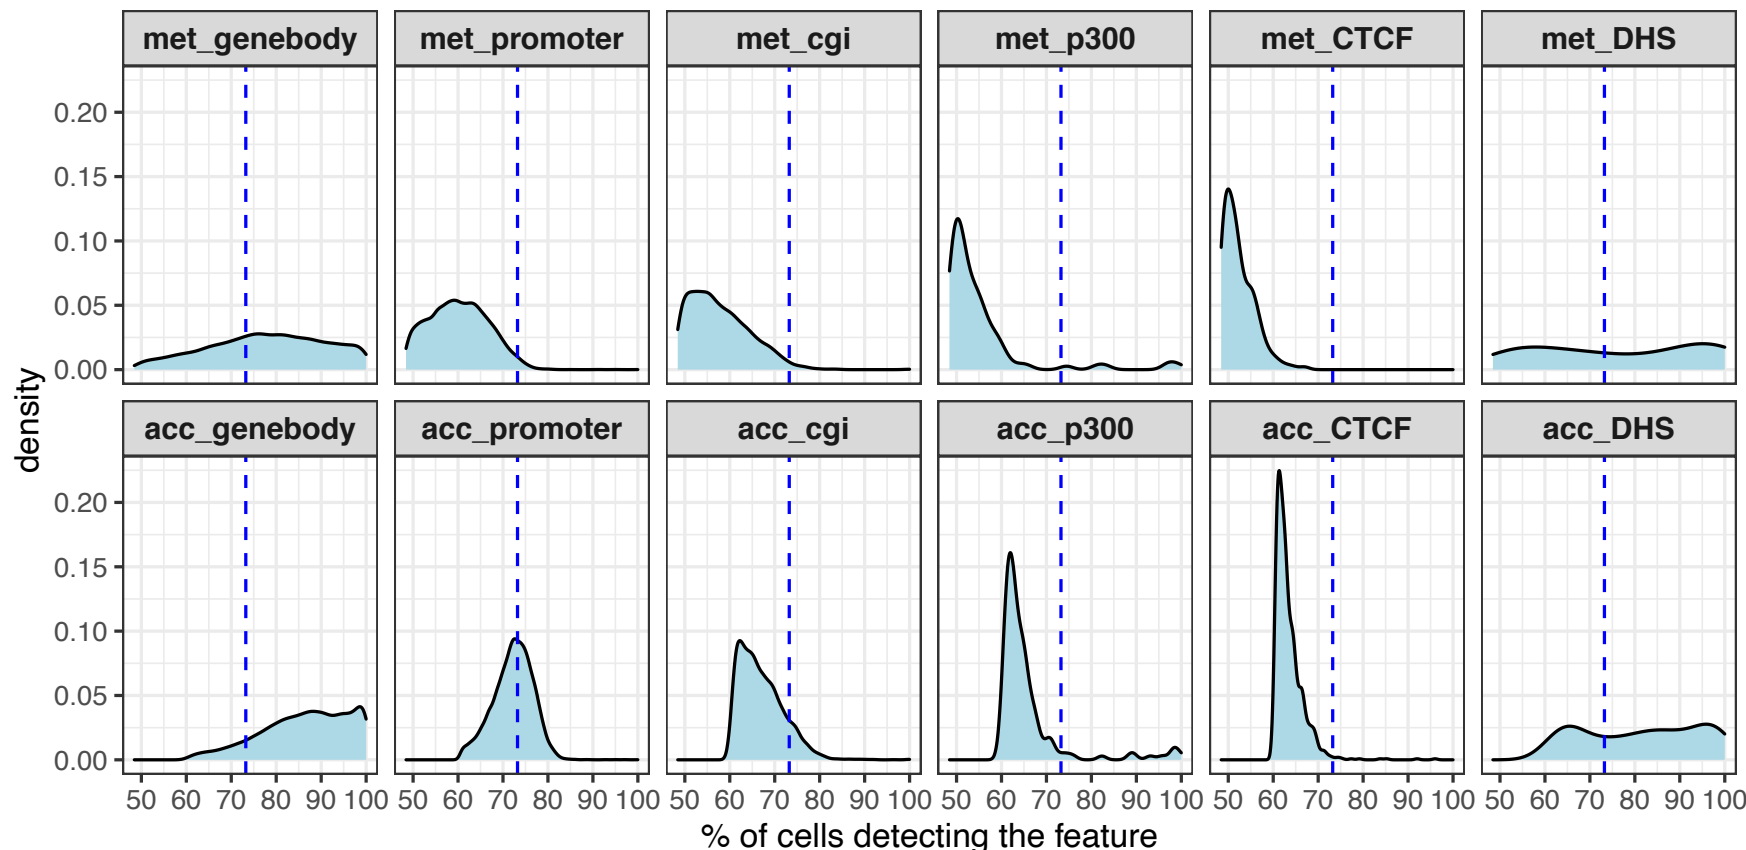 met_genebody met_promoter met_cgi met_p300 met_CTCF met_DHS
0.20
0.15
0.10
0.05
0.00
density
acc_genebody acc_promoter acc_cgi acc_p300 acc_CTCF acc_DHS
0.20
0.15
0.10
0.05
0.00
50 60 70 80 90 100 50 60 70 80 90 100 50 60 70 80 90 100 50 60 70 80 90 100 50 60 70 80 90 100 50 60 70 80 90 100
% of cells detecting the feature